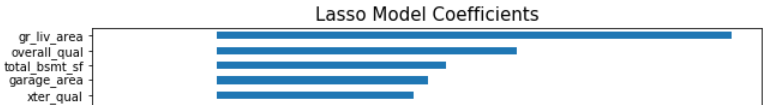 Lasso Model Coefficients
gr_liv_area
overall_qual
total_bsmt_sf
garage_area
xter_qual